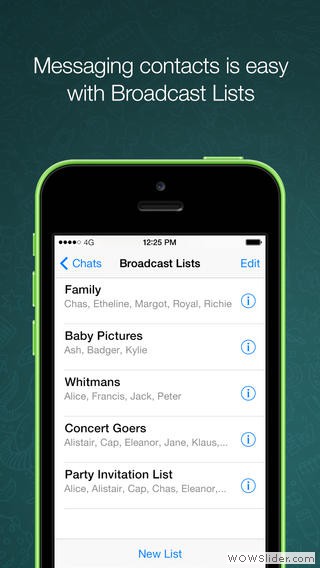 Messaging contacts is easy
with Broadcast Lists
4G 12:25 PM
Chats Broadcast Lists Edit
Family
Chas, Etheline, Margot, Royal, Richie
Baby Pictures
Ash, Badger, Kylie
Whitmans
Alice, Francis, Jack, Peter
Concert Goers
Alistair, Cap, Eleanor, Jane, Klaus,...
Party Invitation List
Alice, Alistair, Cap, Chas, Eleanor,...
New List
WOWSlider.com